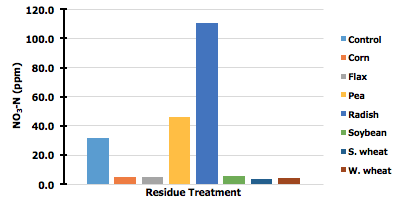 120.0
100.0
80.0
60.0
40.0
20.0
0.0
NO3-N (ppm)
Residue Treatment
Control
Corn
Flax
Pea
Radish
Soybean
S. wheat
W. wheat